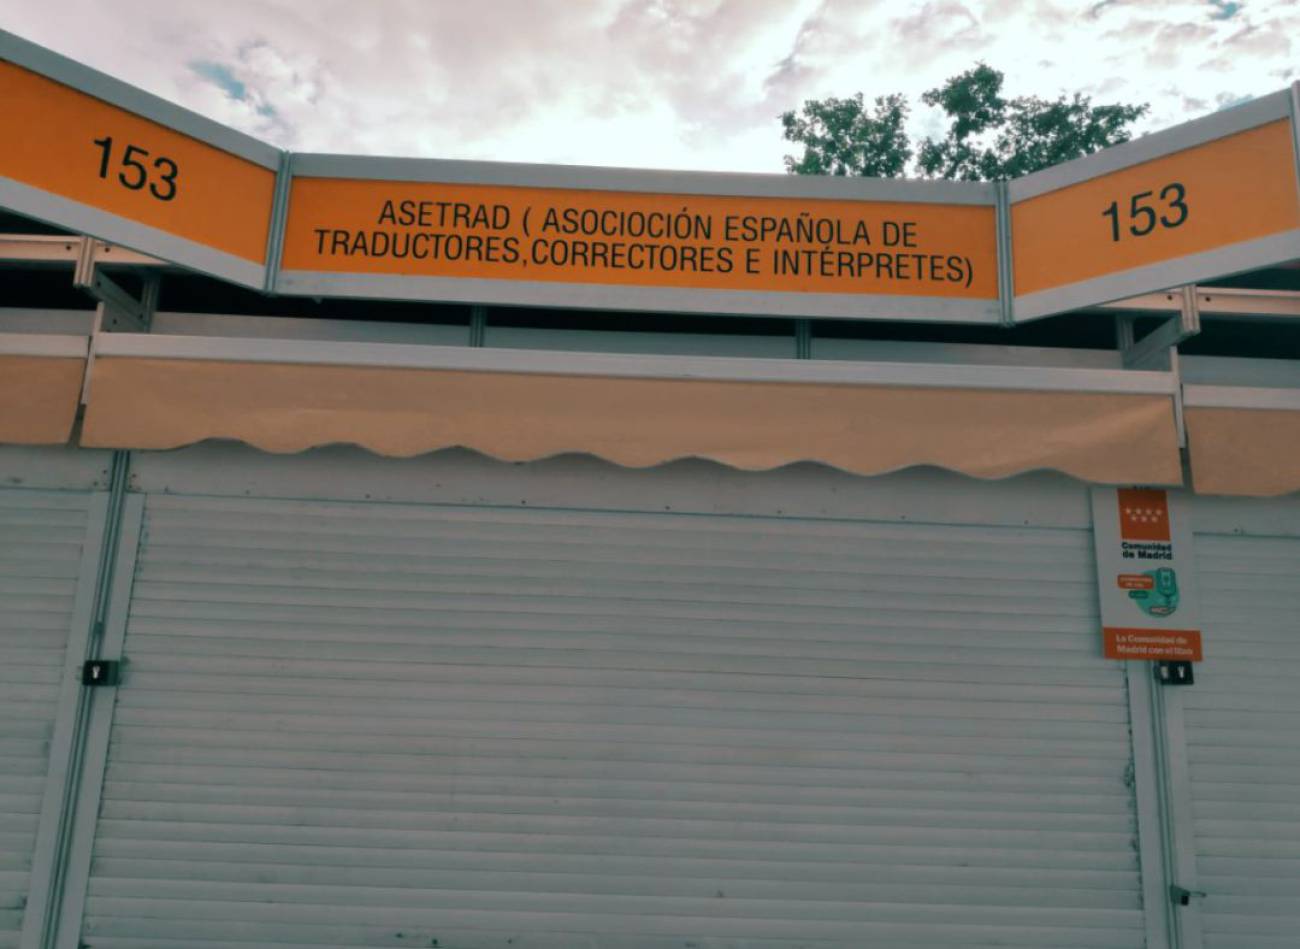 153
ASETRAD ( ASOCIOCIÓN ESPAÑOLA DE
TRADUCTORES,CORRECTORES E INTÉRPRETES)
153
Comunidad
de Madrid
La Comunidad de
Madrid con el libro